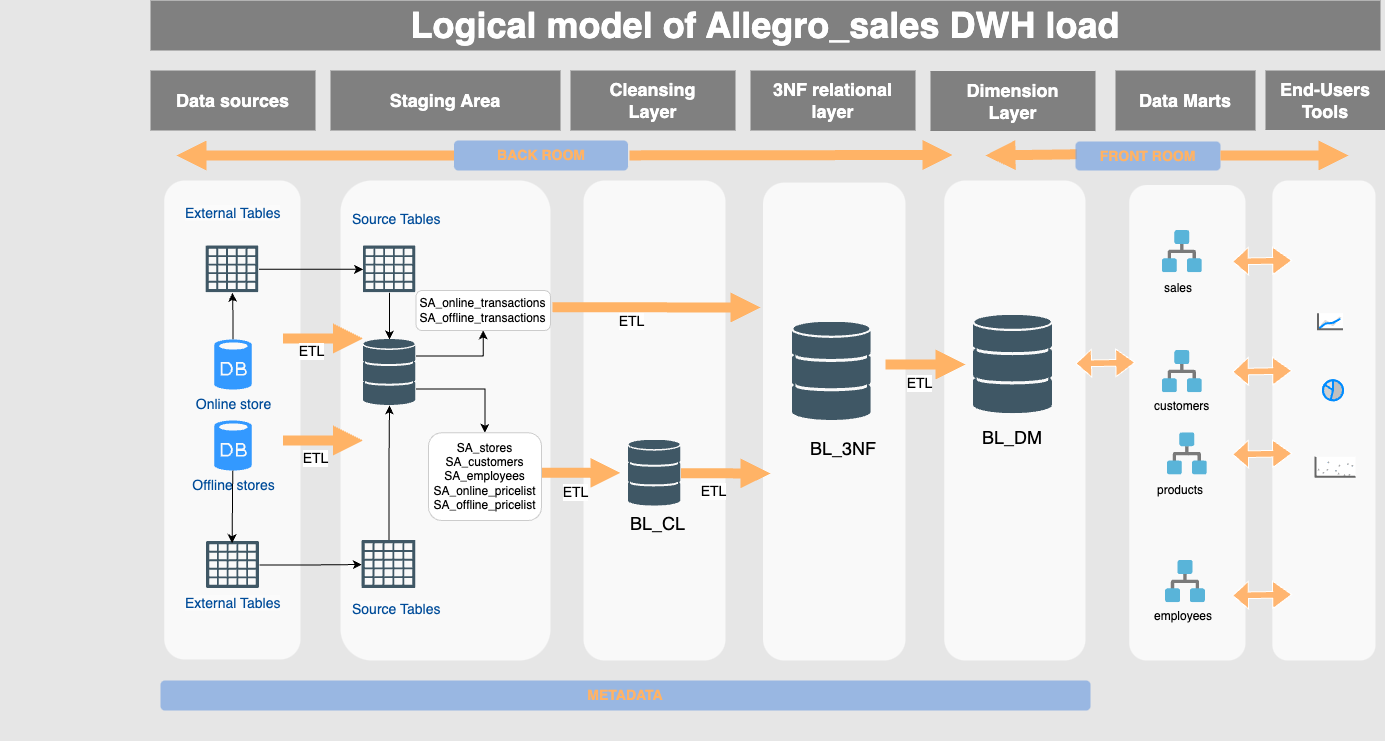 Logical model of Allegro_sales DWH load
Data sources
Staging Area
Cleansing
Layer
3NF relational
layer
Dimension
Layer
Data Marts
End-Users
Tools
BACK ROOM
FRONT ROOM
External Tables
Source Tables
SA_online_transactions
SA_offline_transactions
ETL
ETL
DB
Online store
DB
Offline stores
ETL
External Tables
Source Tables
SA_stores
SA_customers
SA_employees
SA_online_pricelist
SA_offline_pricelist
ETL
BL_CL
ETL
BL_3NF
ETL
BL_DM
sales
customers
products
employees
METADATA